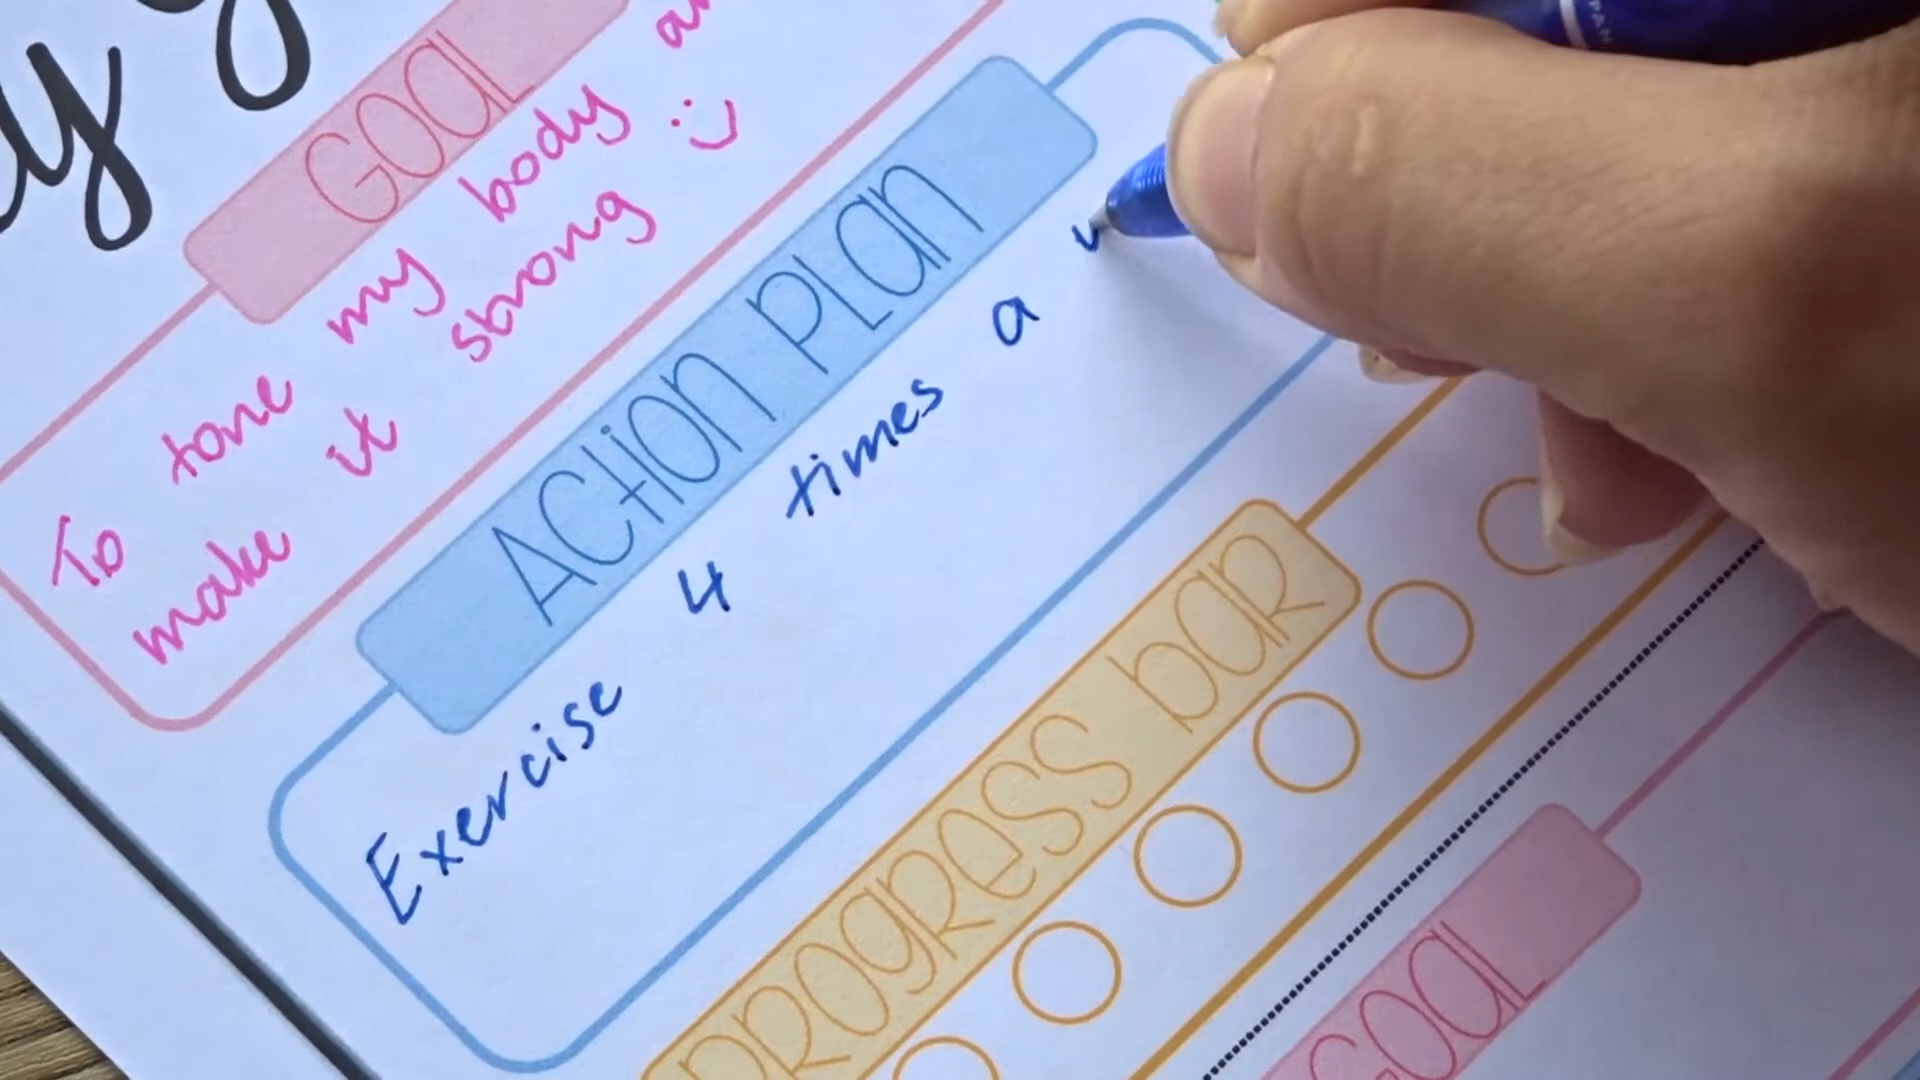 GOAL
To tone my body
make it strong :)
ACTION PLAN
Exercise 4 times a
PROGRESS BAR
GOAL